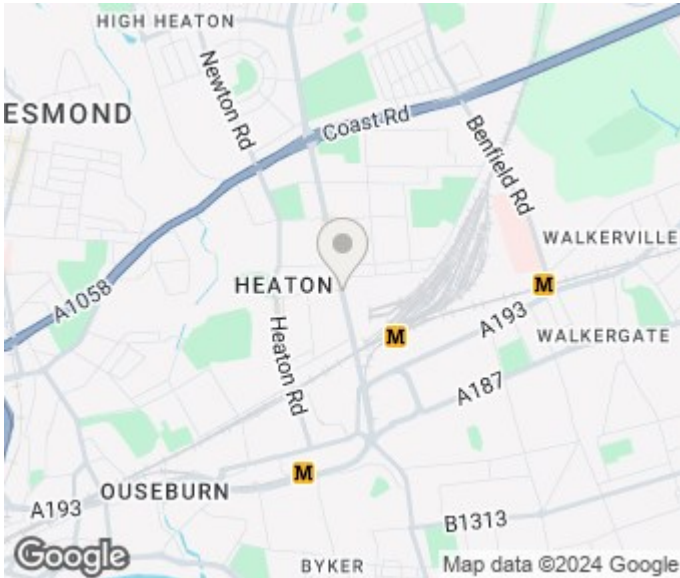 HIGH HEATON
Newton Rd
ESMOND
Coast Rd
Benfield Rd
WALKERVILLE
HEATON
A1058
M
A193
M
WALKERGATE
Heaton Rd
A187
M
OUSEBURN
A193
B1313
BYKER
Google
Map data ©2024 Google